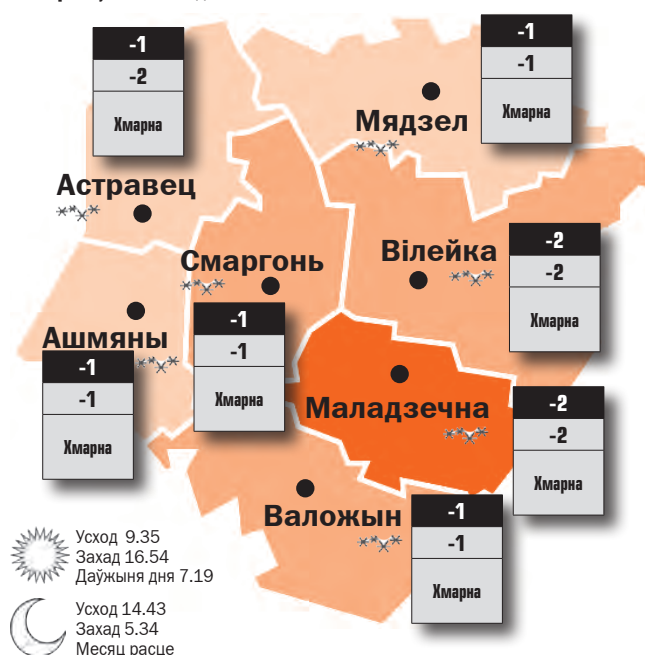 -1
-2
Хмарна
-1
-1
Хмарна
Мядзел
Астравец
-2
-2
Хмарна
Вілейка
Смаргонь
-1
-1
Хмарна
Ашмяны
-1
-1
Хмарна
Маладзечна
-2
-2
Хмарна
Валожын
-1
-1
Хмарна
Усход 9.35
Захад 16.54
Даўжыня дня 7.19
Усход 14.43
Захад 5.34
Месяц расце